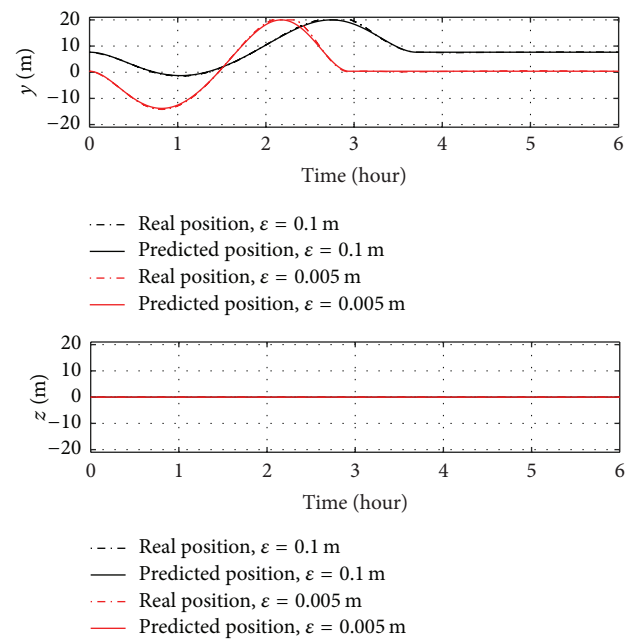 20
10
0
−10
−20
y (m)
0 1 2 3 4 5 6
Time (hour)
Real position, ε = 0.1 m
Predicted position, ε = 0.1 m
Real position, ε = 0.005 m
Predicted position, ε = 0.005 m
20
10
0
−10
−20
z (m)
0 1 2 3 4 5 6
Time (hour)
Real position, ε = 0.1 m
Predicted position, ε = 0.1 m
Real position, ε = 0.005 m
Predicted position, ε = 0.005 m